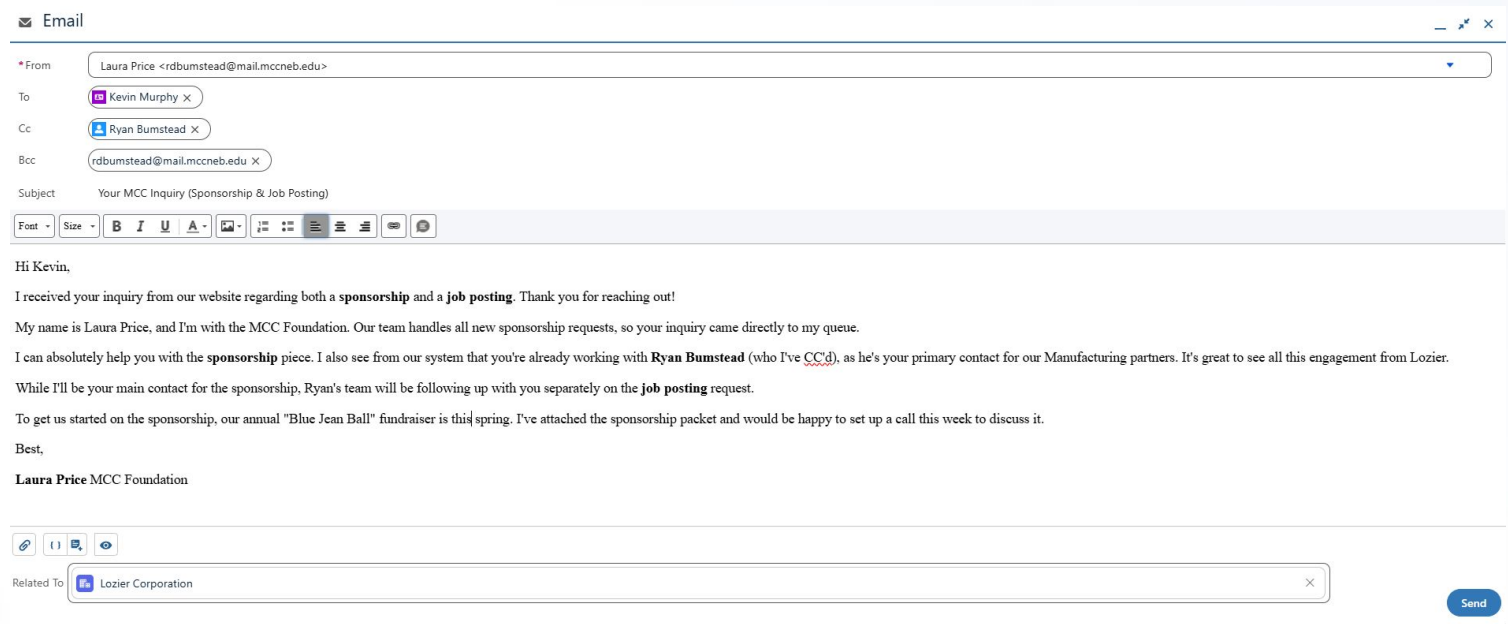 Email
*From Laura Price <rdbumstead@mail.mccneb.edu>
To Kevin Murphy
Cc Ryan Bumstead
Bcc rdbumstead@mail.mccneb.edu
Subject Your MCC Inquiry (Sponsorship & Job Posting)
Font Size B I U A
Hi Kevin,
I received your inquiry from our website regarding both a sponsorship and a job posting. Thank you for reaching out!
My name is Laura Price, and I'm with the MCC Foundation. Our team handles all new sponsorship requests, so your inquiry came directly to my queue.
I can absolutely help you with the sponsorship piece. I also see from our system that you're already working with Ryan Bumstead (who I've CC'd), as he's your primary contact for our Manufacturing partners. It's great to see all this engagement from Lozier.
While I'll be your main contact for the sponsorship, Ryan's team will be following up with you separately on the job posting request.
To get us started on the sponsorship, our annual "Blue Jean Ball" fundraiser is this spring. I've attached the sponsorship packet and would be happy to set up a call this week to discuss it.
Best,
Laura Price MCC Foundation
Related To Lozier Corporation
Send